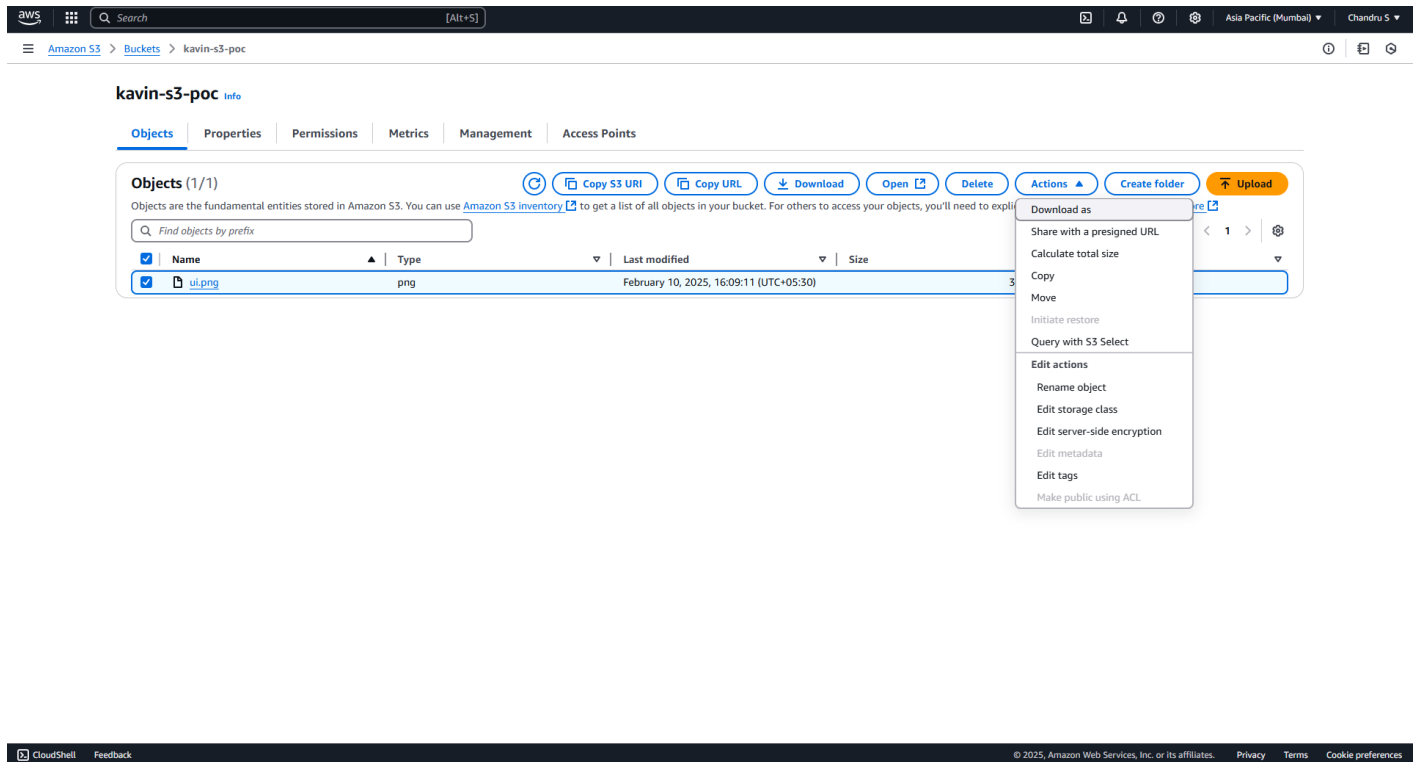 aws Search [Alt+S] Asia Pacific (Mumbai) Chandru S
Amazon S3 > Buckets > kavin-s3-poc
kavin-s3-poc Info
Objects Properties Permissions Metrics Management Access Points
Objects (1/1) Copy S3 URI Copy URL Download Open Delete Actions Create folder Upload
Objects are the fundamental entities stored in Amazon S3. You can use Amazon S3 inventory to get a list of all objects in your bucket. For others to access your objects, you'll need to
Find objects by prefix < 1 >
Name Type Last modified Size
ui.png png February 10, 2025, 16:09:11 (UTC+05:30) 3
Download as
Share with a presigned URL
Calculate total size
Copy
Move
Initiate restore
Query with S3 Select
Edit actions
Rename object
Edit storage class
Edit server-side encryption
Edit metadata
Edit tags
Make public using ACL
CloudShell Feedback © 2025, Amazon Web Services, Inc. or its affiliates. Privacy Terms Cookie preferences